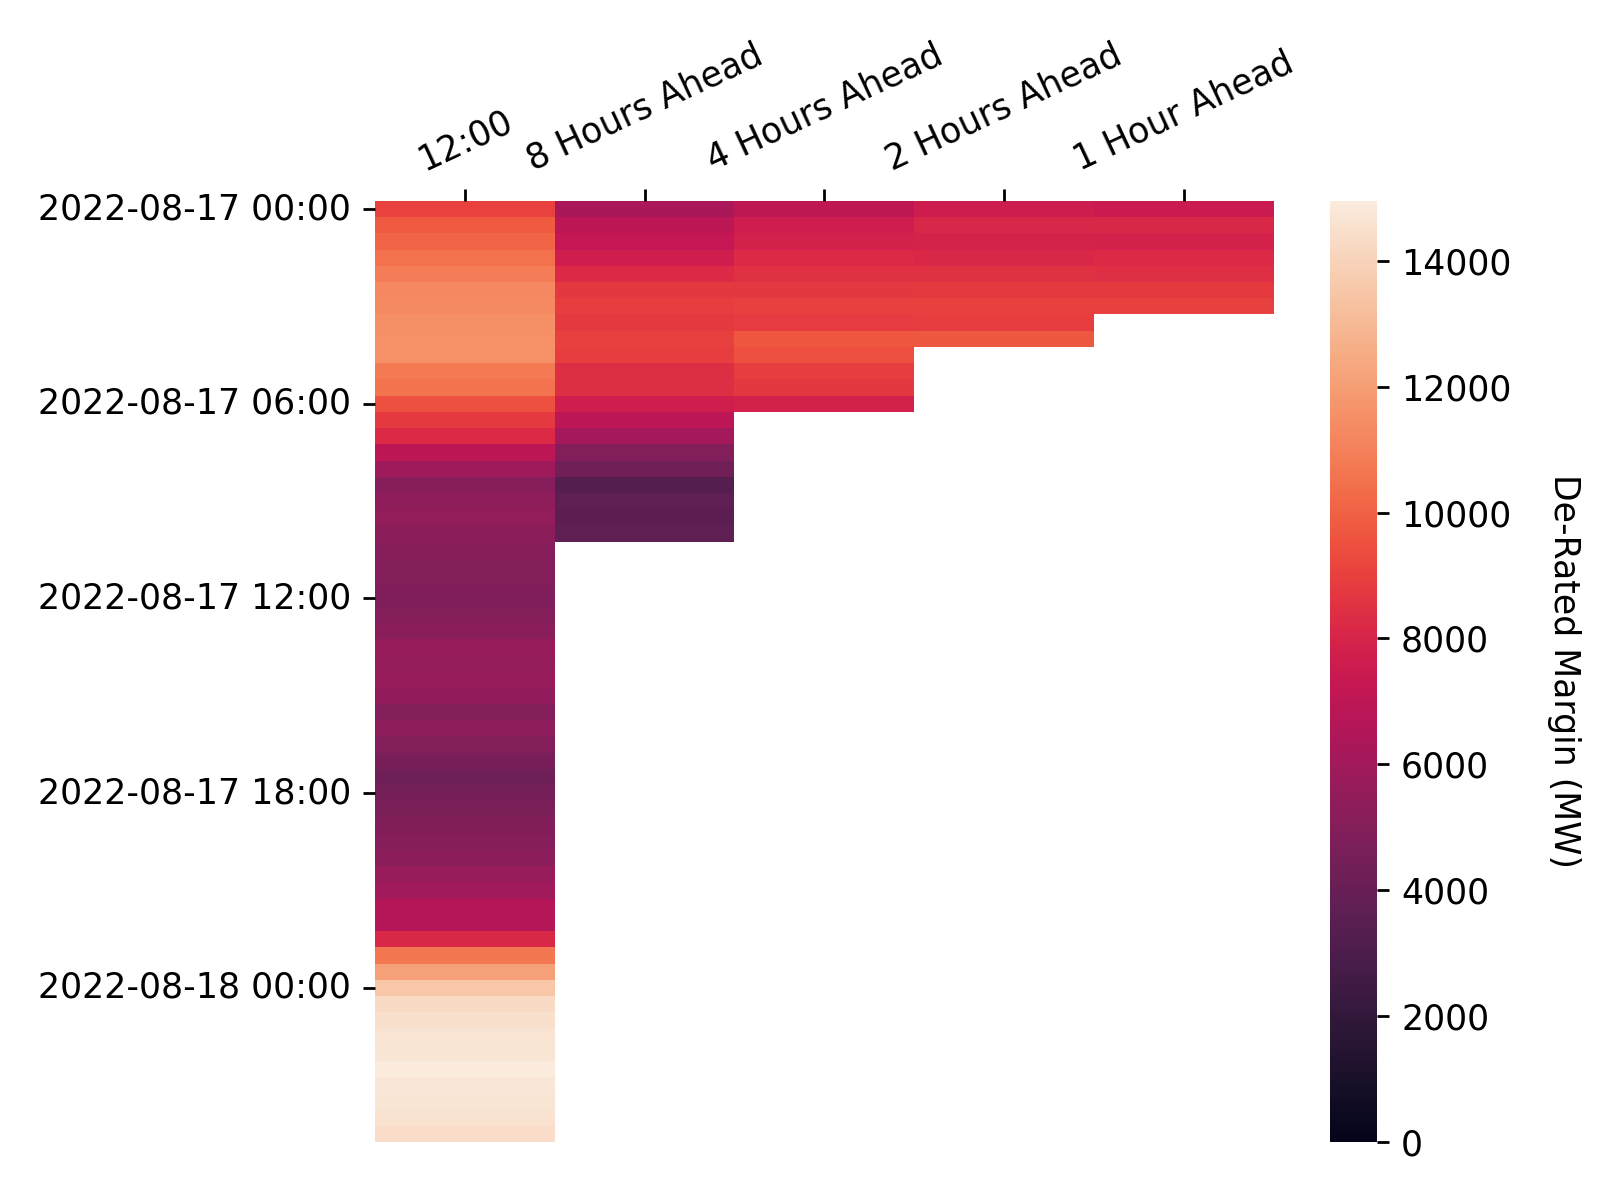 12:00
8 Hours Ahead
4 Hours Ahead
2 Hours Ahead
1 Hour Ahead
2022-08-17 00:00
2022-08-17 06:00
2022-08-17 12:00
2022-08-17 18:00
2022-08-18 00:00
14000
12000
10000
8000
6000
4000
2000
0
De-Rated Margin (MW)